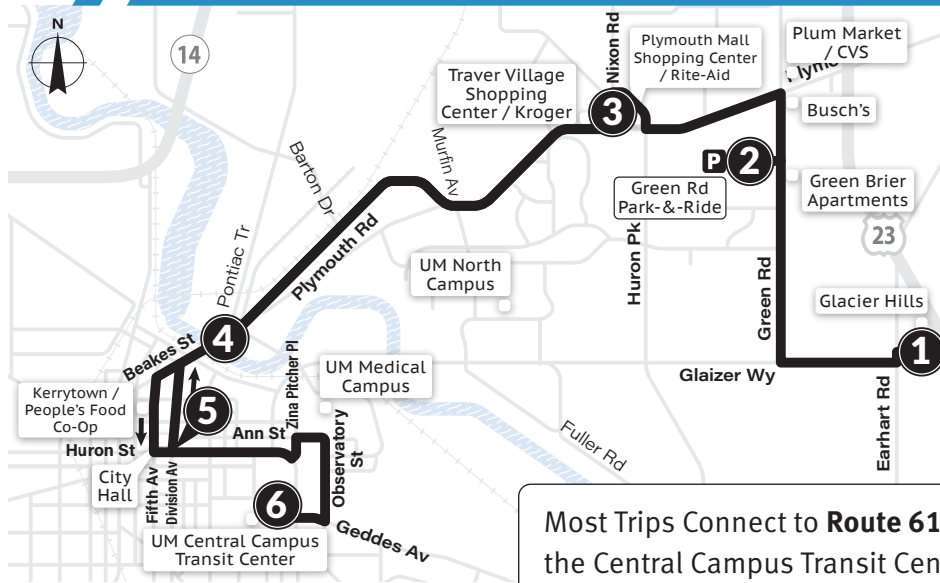 N
14
Nixon Rd
Plymouth Mall
Shopping Center
/ Rite-Aid
Plum Market
/ CVS
Traver Village
Shopping
Center / Kroger
3
Busch's
Murfin Av
P
2
Green Rd
Park-&-Ride
Green Brier
Apartments
Barton Dr
23
Pontiac Tr
Plymouth Rd
UM North
Campus
Huron Pk
Green Rd
Glacier Hills
1
4
Beakes St
Zina Pitcher Pl
UM Medical
Campus
Glaizer Wy
Earhart Rd
Kerrytown /
People's Food
Co-Op
5
Ann St
Observatory
St
Fuller Rd
Huron St
City
Hall
Fifth Av
Division Av
6
Geddes Av
UM Central Campus
Transit Center
Most Trips Connect to Route 61
the Central Campus Transit Cen